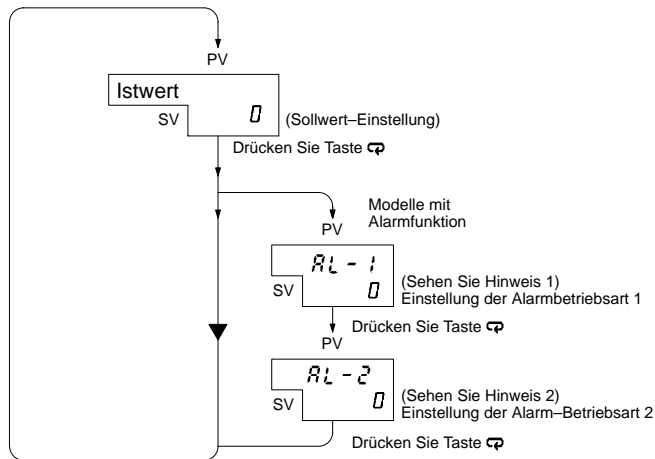 PV
Istwert
SV
0
(Sollwert–Einstellung)
Drücken Sie Taste
Modelle mit
Alarmfunktion
PV
AL - 1
SV
0
(Sehen Sie Hinweis 1)
Einstellung der Alarmbetriebsart 1
Drücken Sie Taste
PV
AL - 2
SV
0
(Sehen Sie Hinweis 2)
Einstellung der Alarm–Betriebsart 2
Drücken Sie Taste